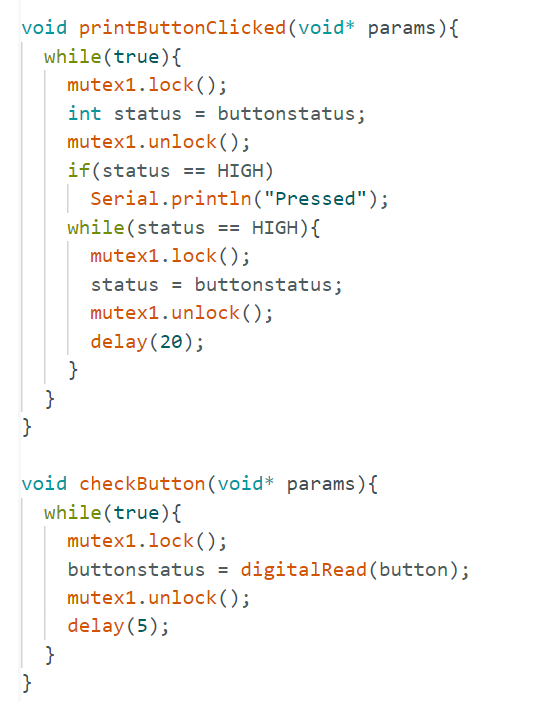 void printButtonClicked(void* params){
  while(true){
    mutex1.lock();
    int status = buttonstatus;
    mutex1.unlock();
    if(status == HIGH)
      Serial.println("Pressed");
    while(status == HIGH){
      mutex1.lock();
      status = buttonstatus;
      mutex1.unlock();
      delay(20);
    }
  }
}

void checkButton(void* params){
  while(true){
    mutex1.lock();
    buttonstatus = digitalRead(button);
    mutex1.unlock();
    delay(5);
  }
}